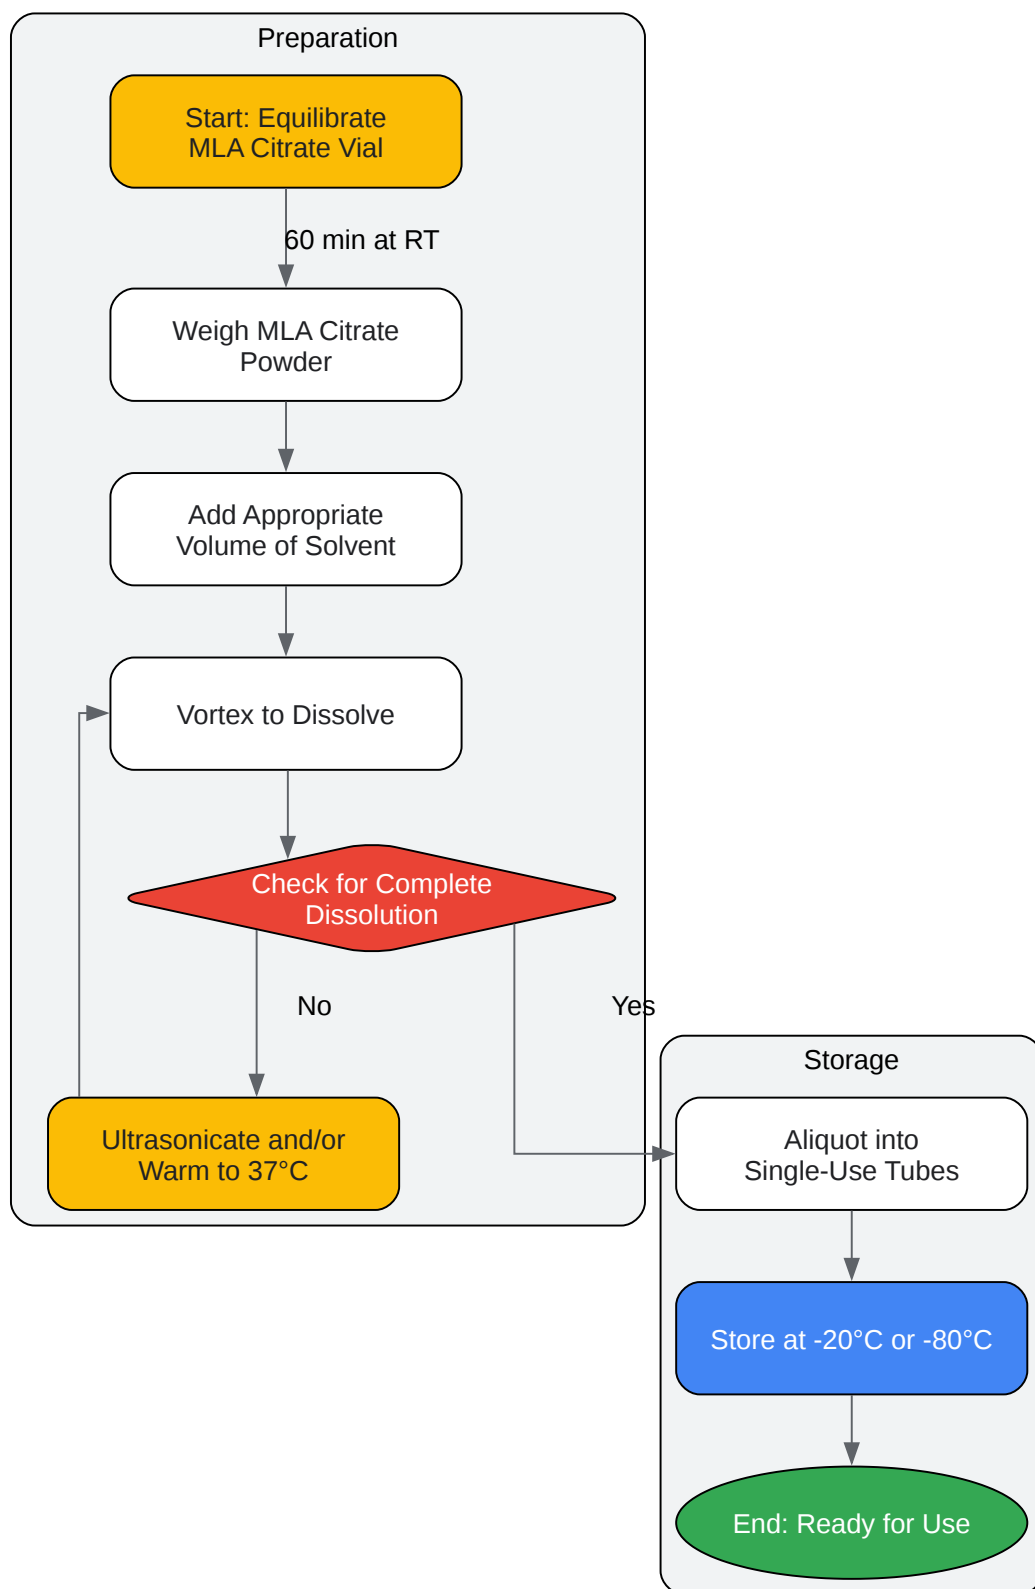 Preparation
Start: Equilibrate
MLA Citrate Vial
60 min at RT
Weigh MLA Citrate
Powder
Add Appropriate
Volume of Solvent
Vortex to Dissolve
Check for Complete
Dissolution
No
Yes
Ultrasonicate and/or
Warm to 37°C
Storage
Aliquot into
Single-Use Tubes
Store at -20°C or -80°C
End: Ready for Use